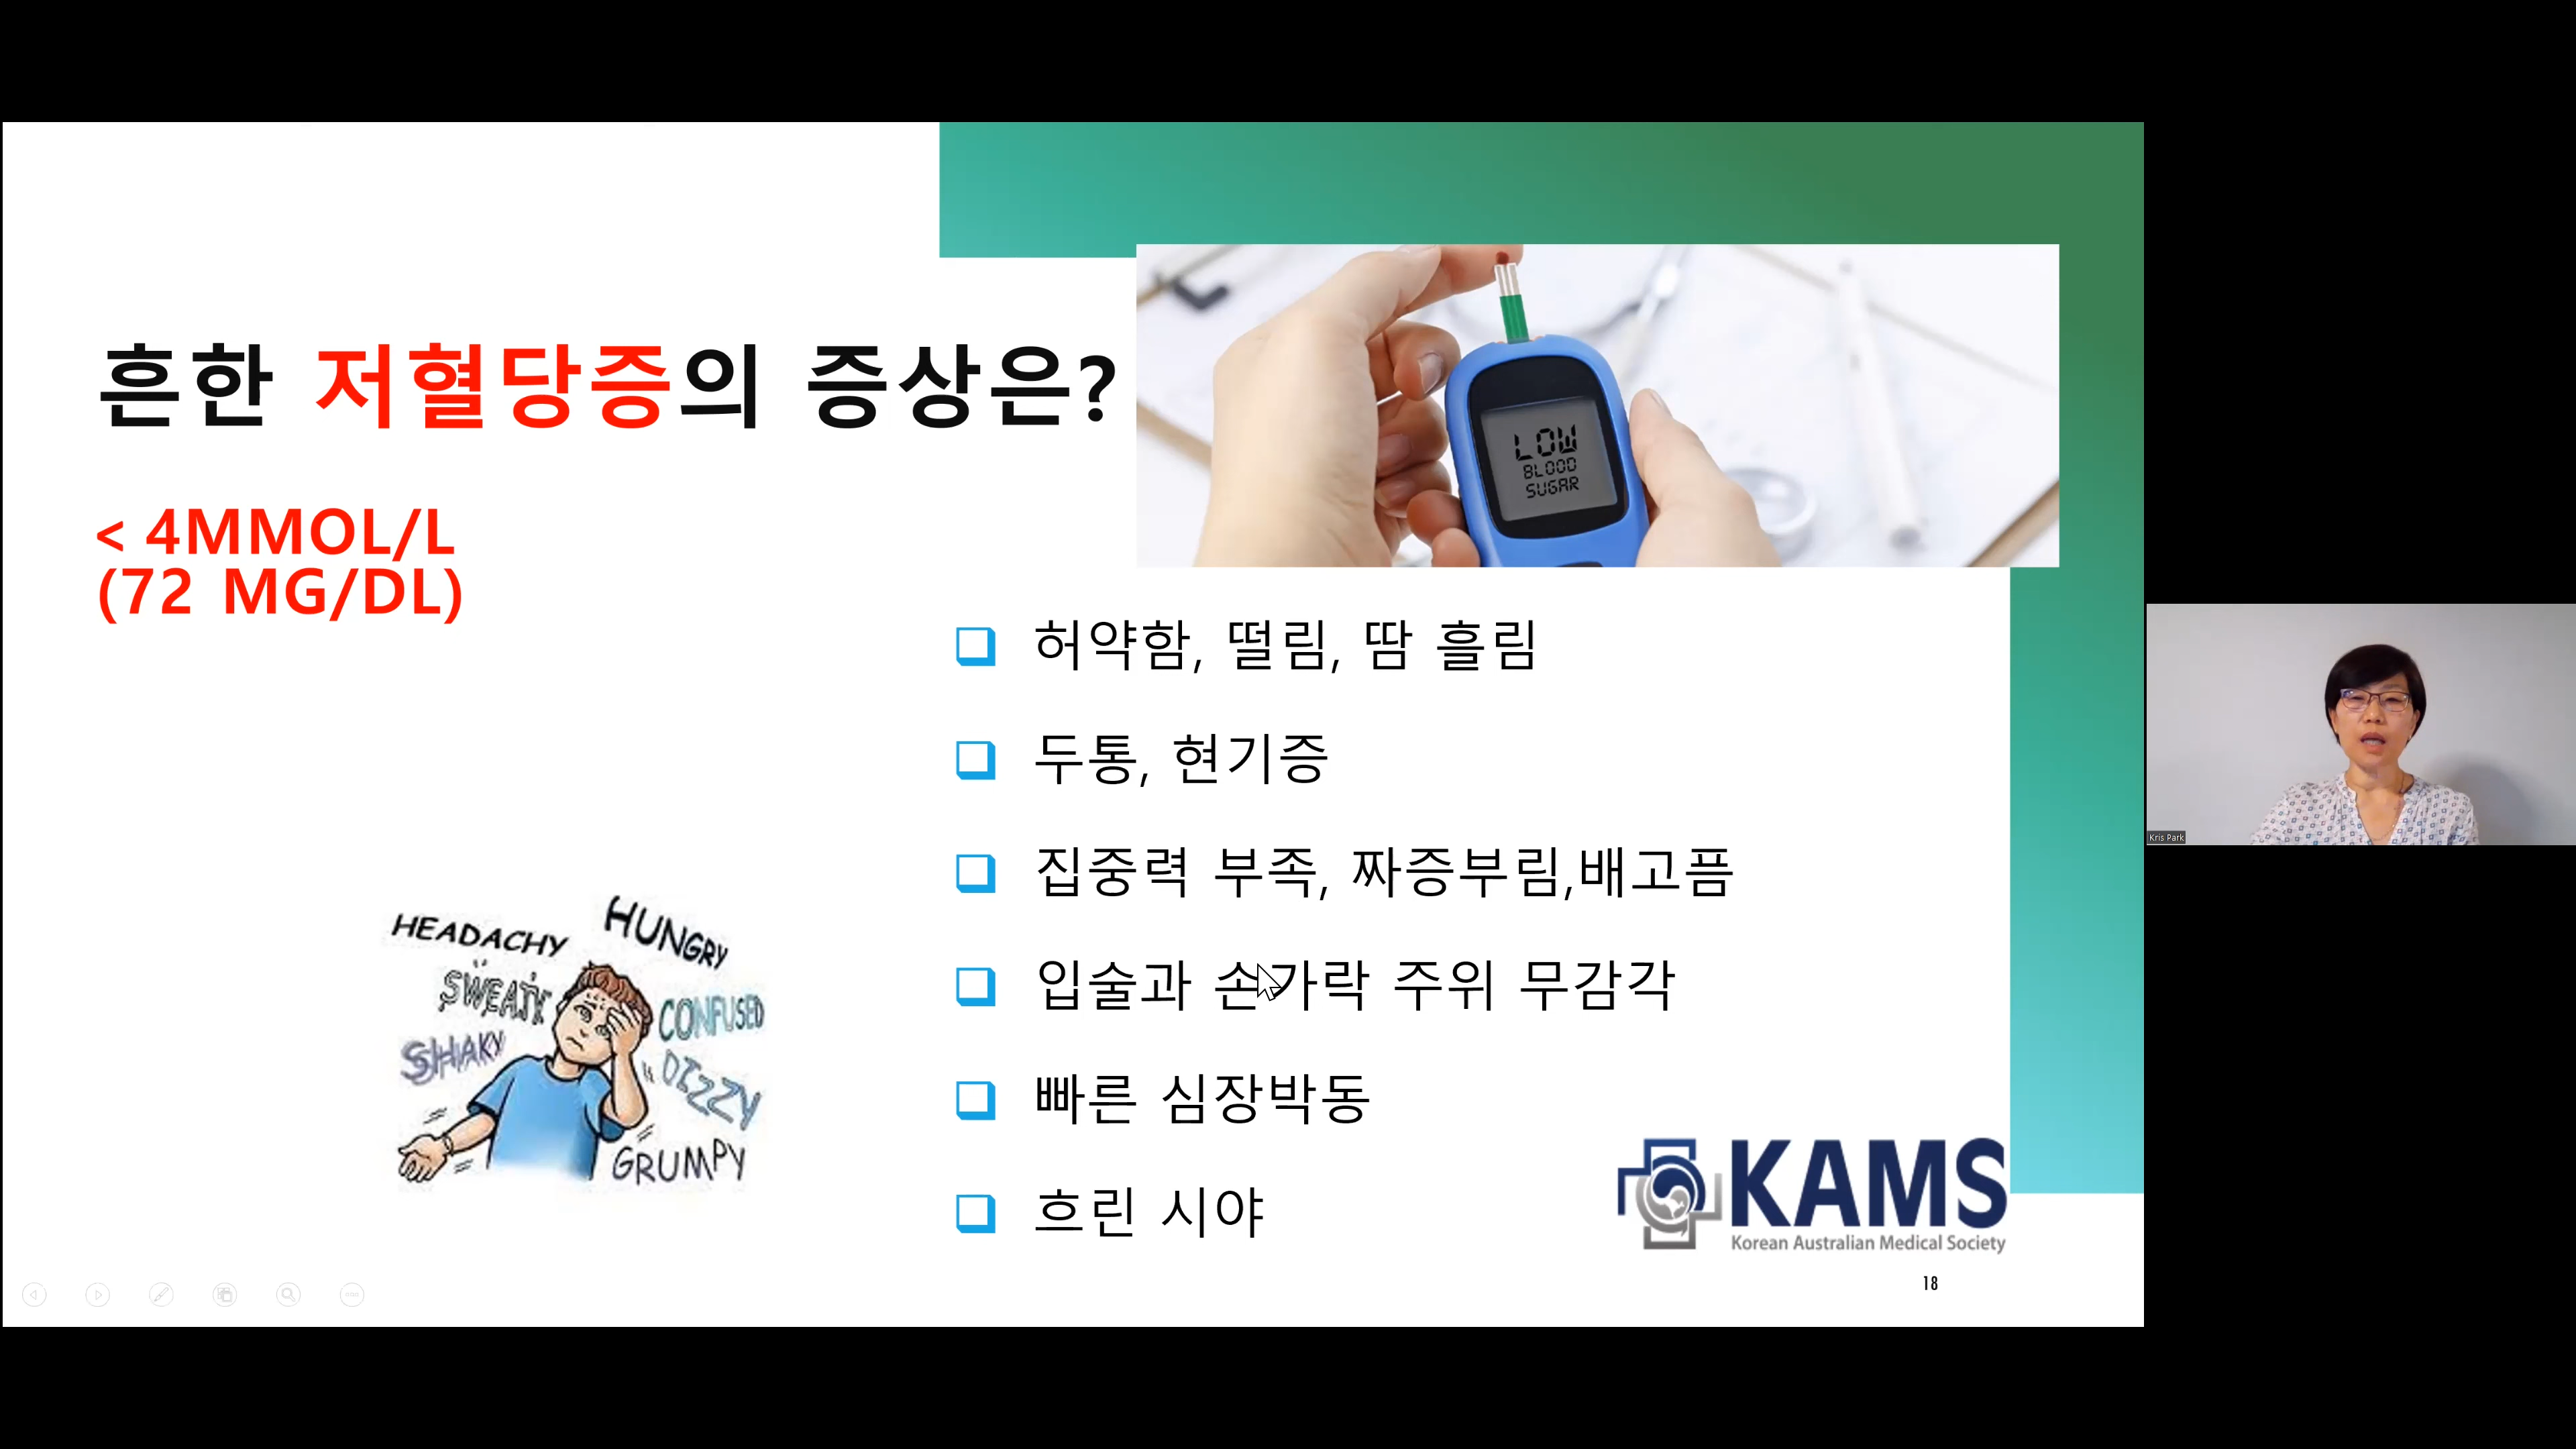 흔한 저혈당증의 증상은?
< 4MMOL/L
(72 MG/DL)
LOW
BLOOD
SUGAR
허약함, 떨림, 땀 흘림
두통, 현기증
집중력 부족, 짜증부림,배고픔
입술과 손가락 주위 무감각
빠른 심장박동
흐린 시야
HEADACHY
HUNGRY
SWEATY
CONFUSED
SHAKY
DIZZY
GRUMPY
KAMS
Korean Australian Medical Society
18
Kris Park